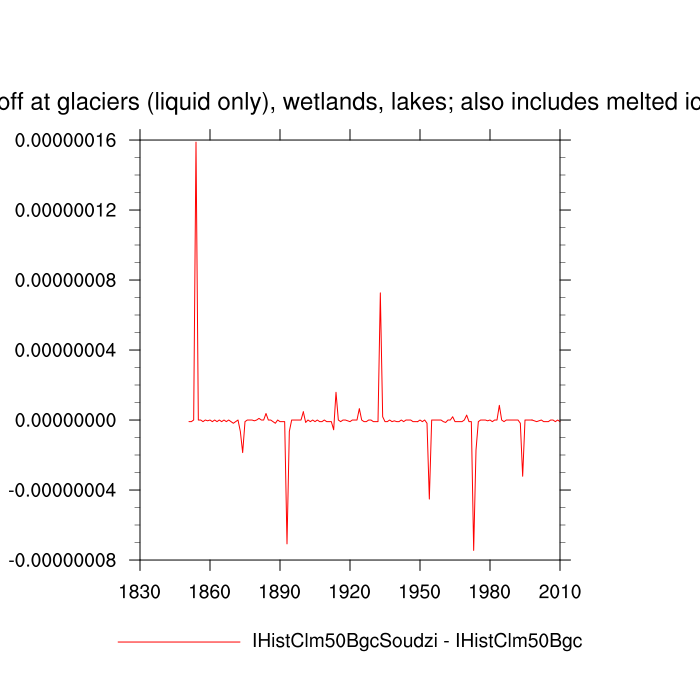 off at glaciers (liquid only), wetlands, lakes; also includes melted ic
0.00000016
0.00000012
0.00000008
0.00000004
0.00000000
-0.00000004
-0.00000008
1830 1860 1890 1920 1950 1980 2010
IHistClm50BgcSoudzi - IHistClm50Bgc